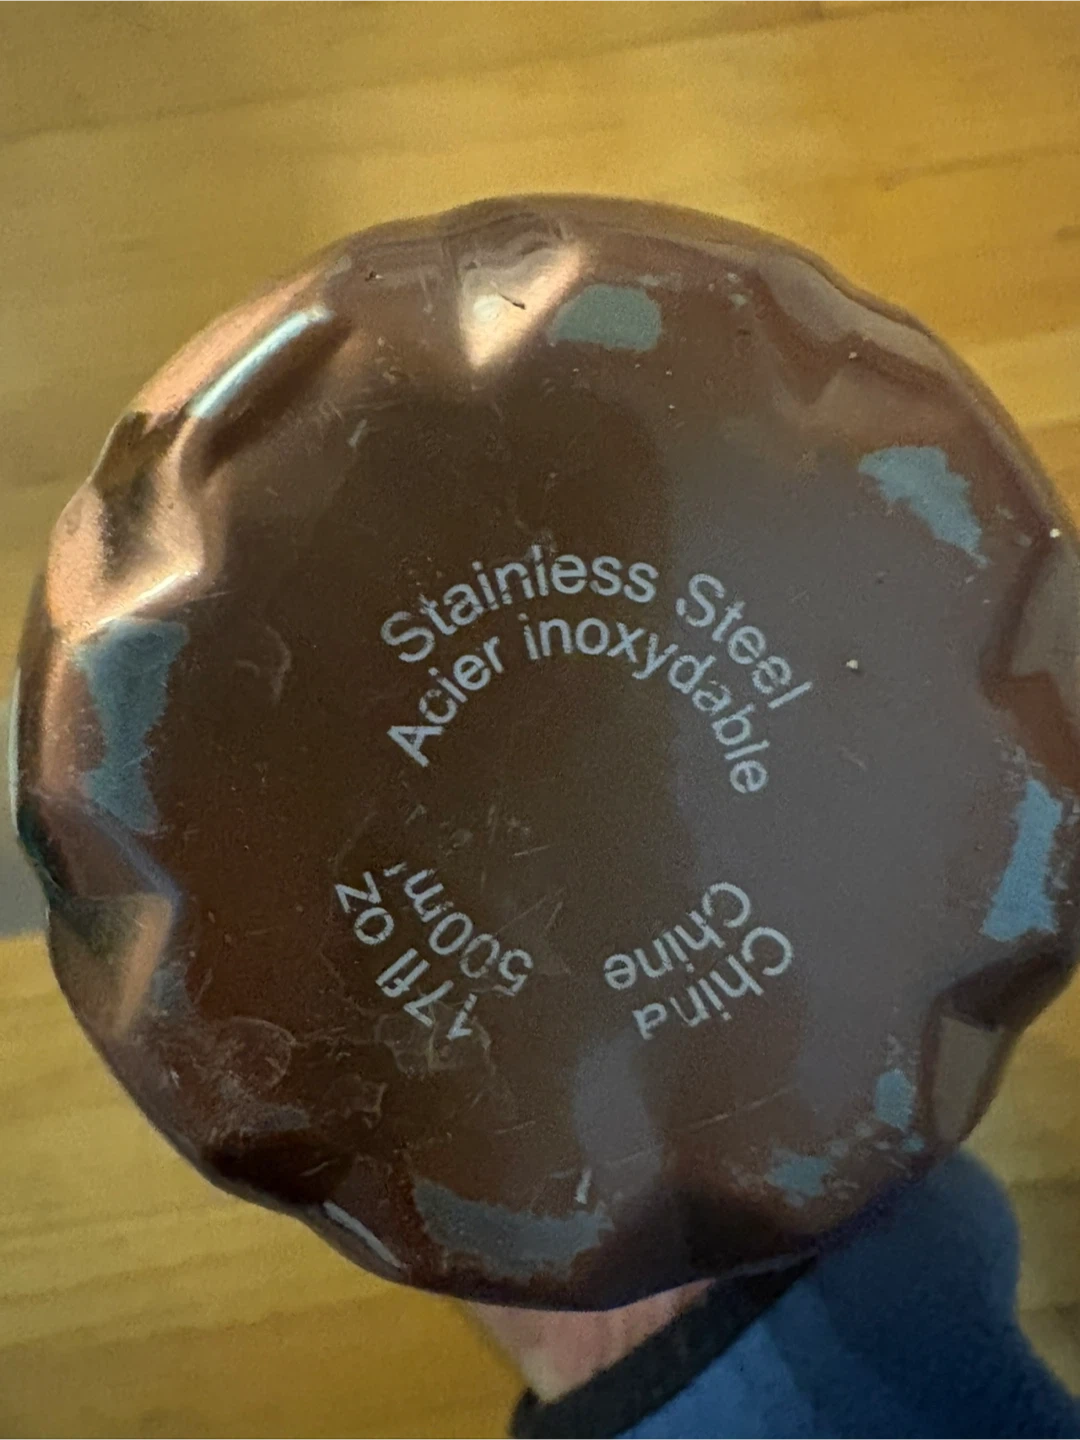 Stainless Steel
Acier inoxydable
17fl oz
500ml
China
Chine